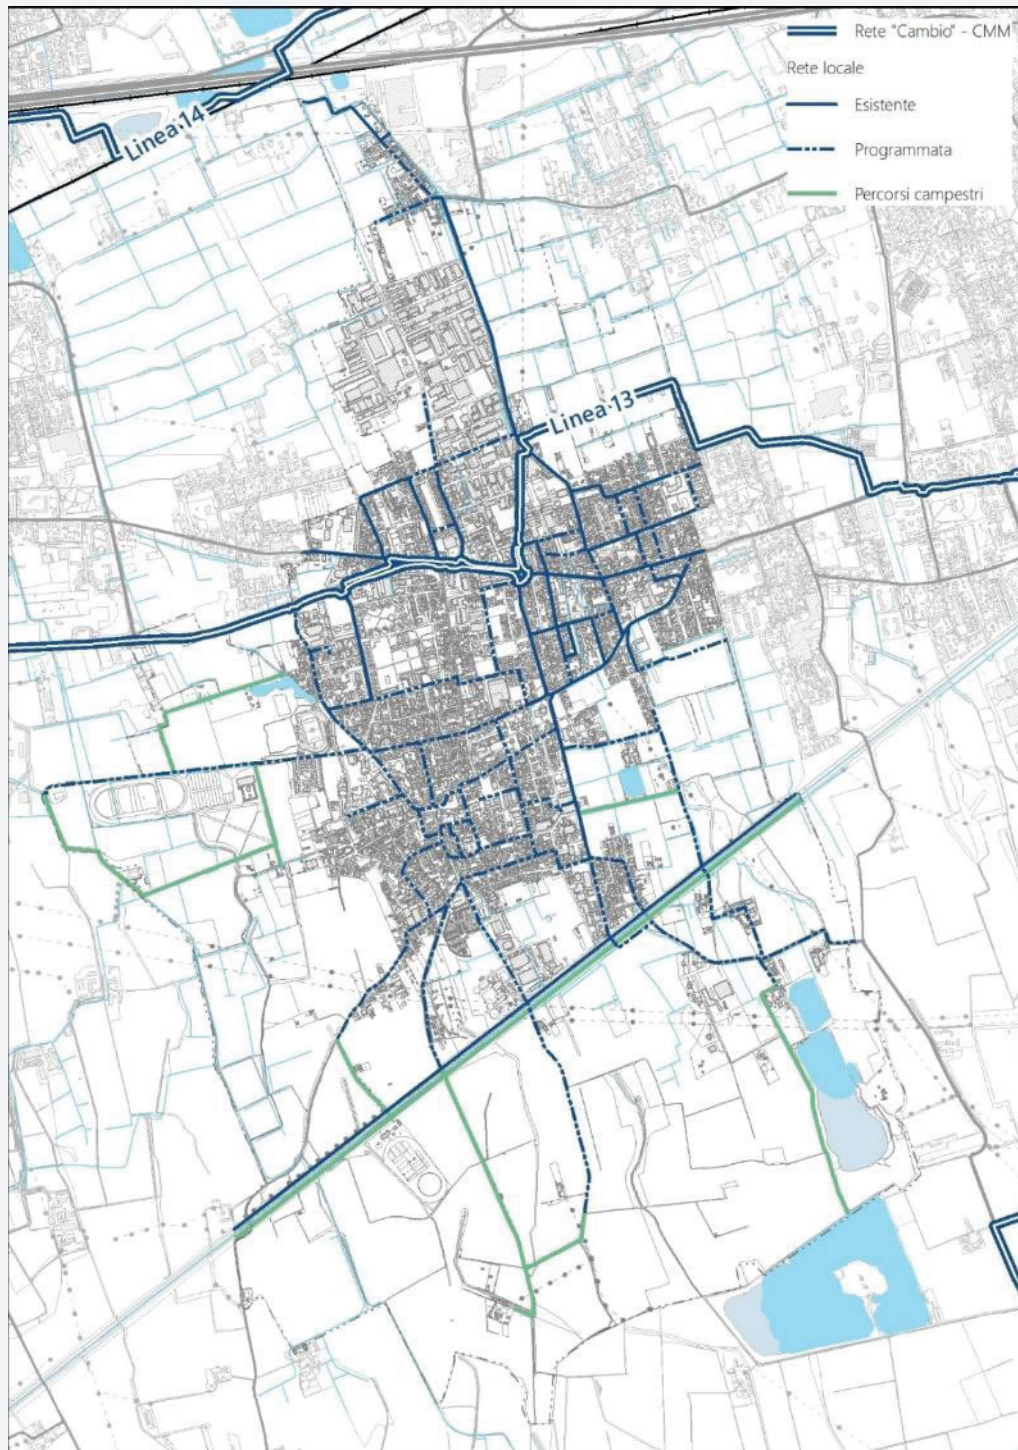 Rete "Cambio" - CMM
Rete locale
Esistente
Programmata
Percorsi campestri
Linea 14
Linea 13